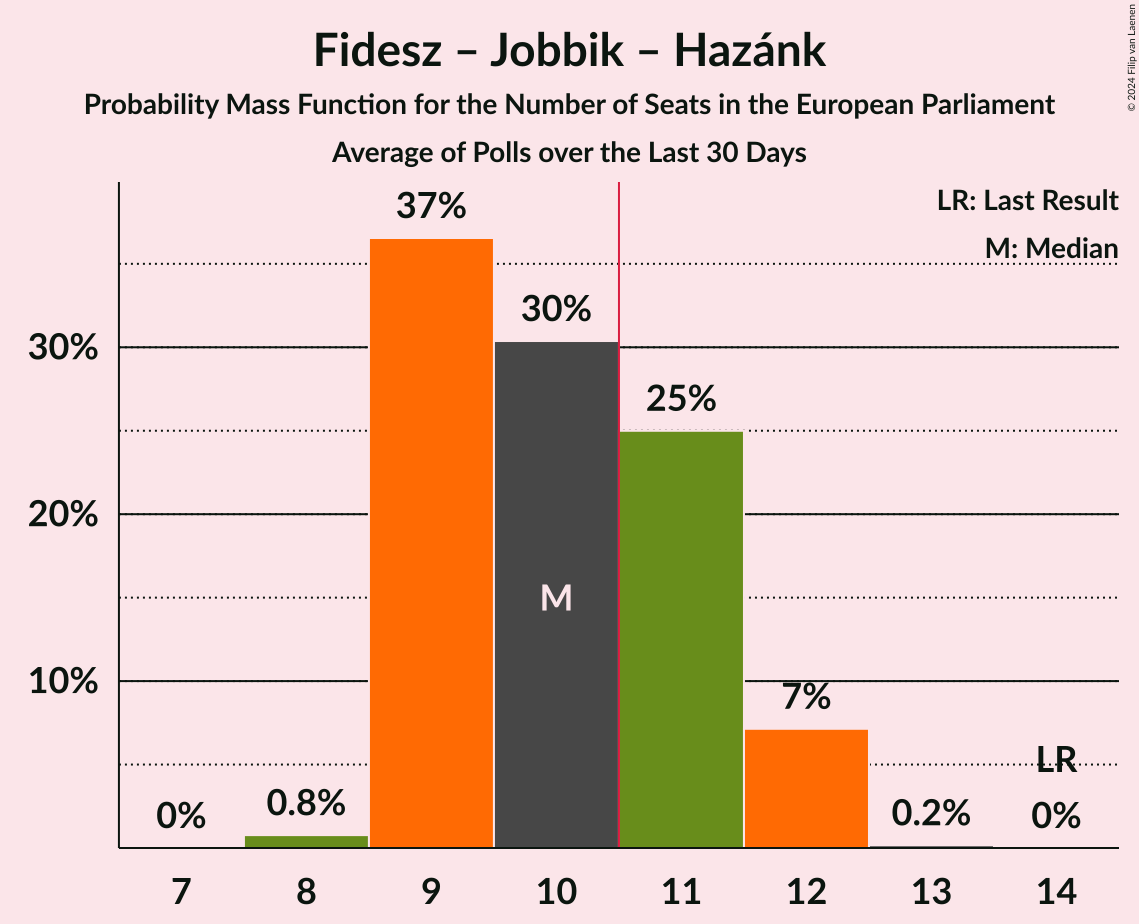 Fidesz – Jobbik – Hazánk
Probability Mass Function for the Number of Seats in the European Parliament
Average of Polls over the Last 30 Days
© 2024 Filip van Laenen
LR: Last Result
M: Median
37%
30%
25%
7%
0.8%
0%
0.2%
0%
LR
M
30%
20%
10%
7 8 9 10 11 12 13 14